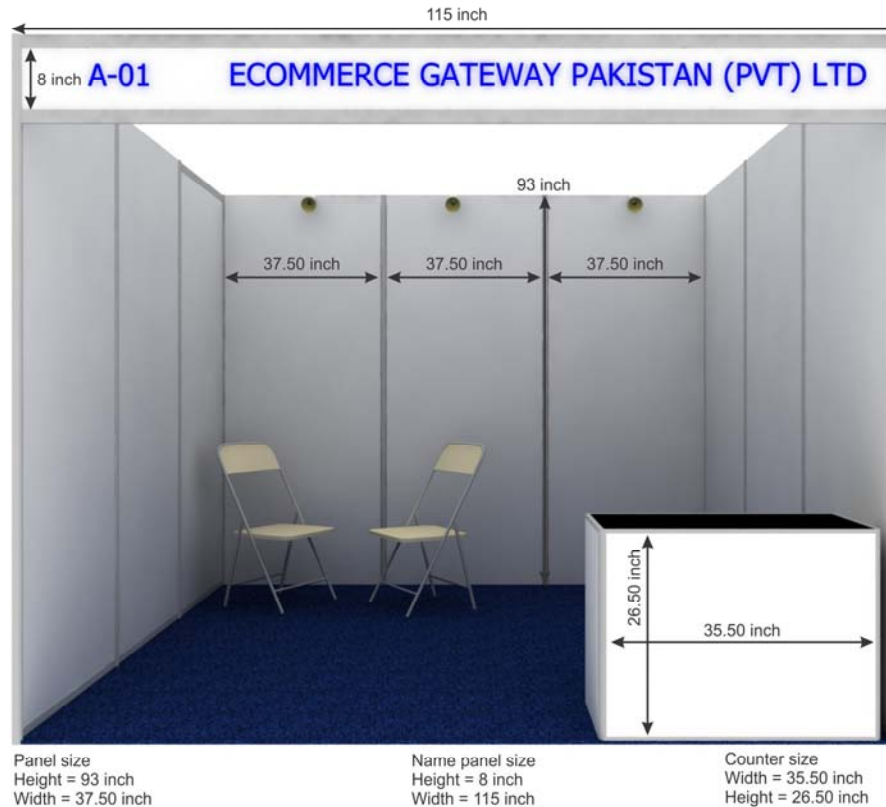 115 inch
8 inch A-01 ECOMMERCE GATEWAY PAKISTAN (PVT) LTD
93 inch
37.50 inch 37.50 inch 37.50 inch
26.50 inch
35.50 inch
Panel size
Height = 93 inch
Width = 37.50 inch
Name panel size
Height = 8 inch
Width = 115 inch
Counter size
Width = 35.50 inch
Height = 26.50 inch